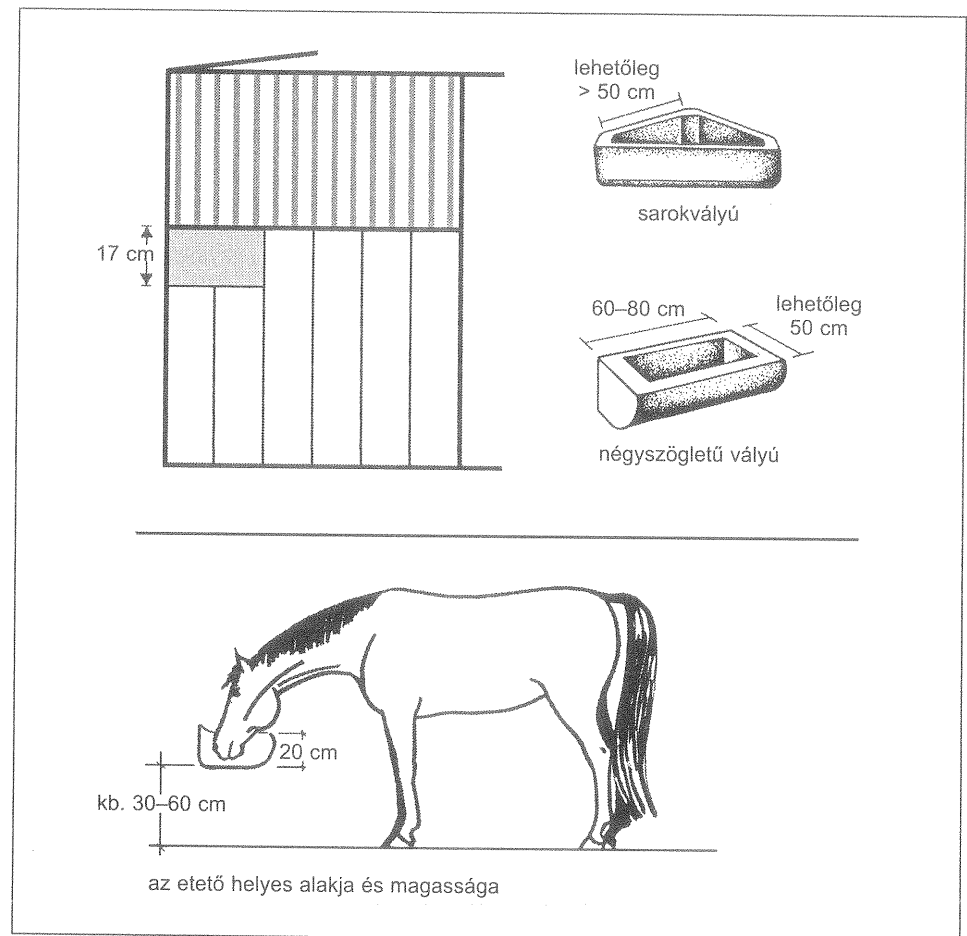 lehetőleg
> 50 cm
sarokvályú
17 cm
60–80 cm
lehetőleg
50 cm
négyszögletű vályú
20 cm
kb. 30–60 cm
az etető helyes alakja és magassága